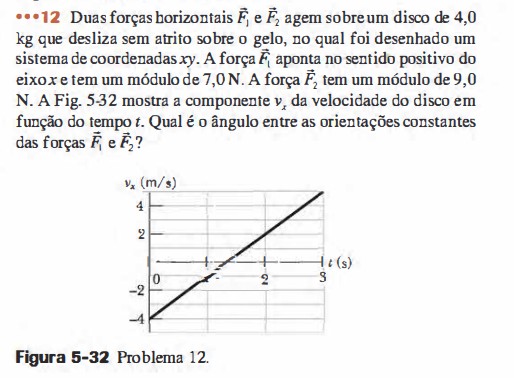 •••12 Duas forças horizontais F⃗₁ e F⃗₂ agem sobre um disco de 4,0
kg que desliza sem atrito sobre o gelo, no qual foi desenhado um
sistema de coordenadas xy. A força F⃗₁ aponta no sentido positivo do
eixo x e tem um módulo de 7,0 N. A força F⃗₂ tem um módulo de 9,0
N. A Fig. 5-32 mostra a componente vₓ da velocidade do disco em
função do tempo t. Qual é o ângulo entre as orientações constantes
das forças F⃗₁ e F⃗₂?
vₓ (m/s)
4
2
t (s)
0 2 3
-2
-4
Figura 5-32 Problema 12.